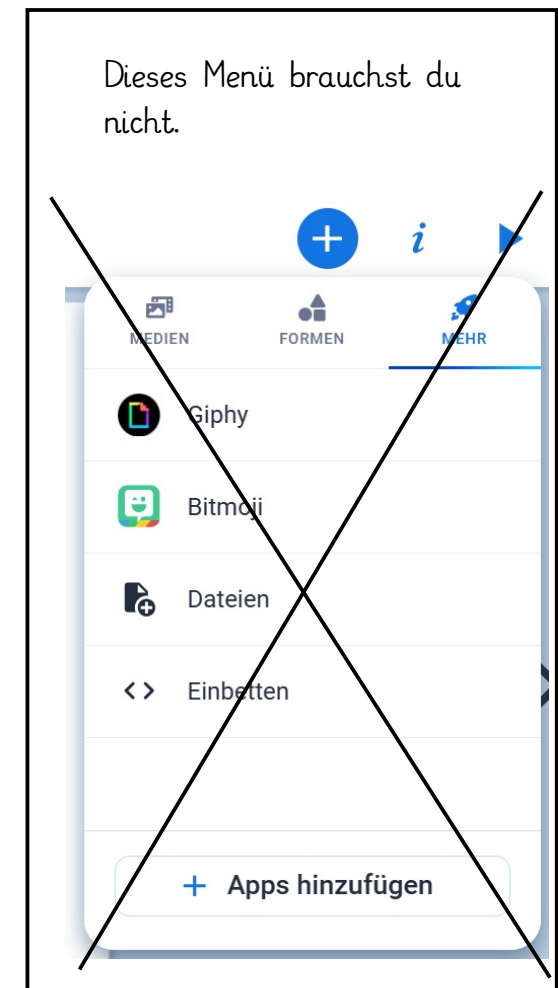 Dieses Menü brauchst du
nicht.
i
MEDIEN FORMEN MEHR
Giphy
Bitmoji
Dateien
Einbetten
+ Apps hinzufügen